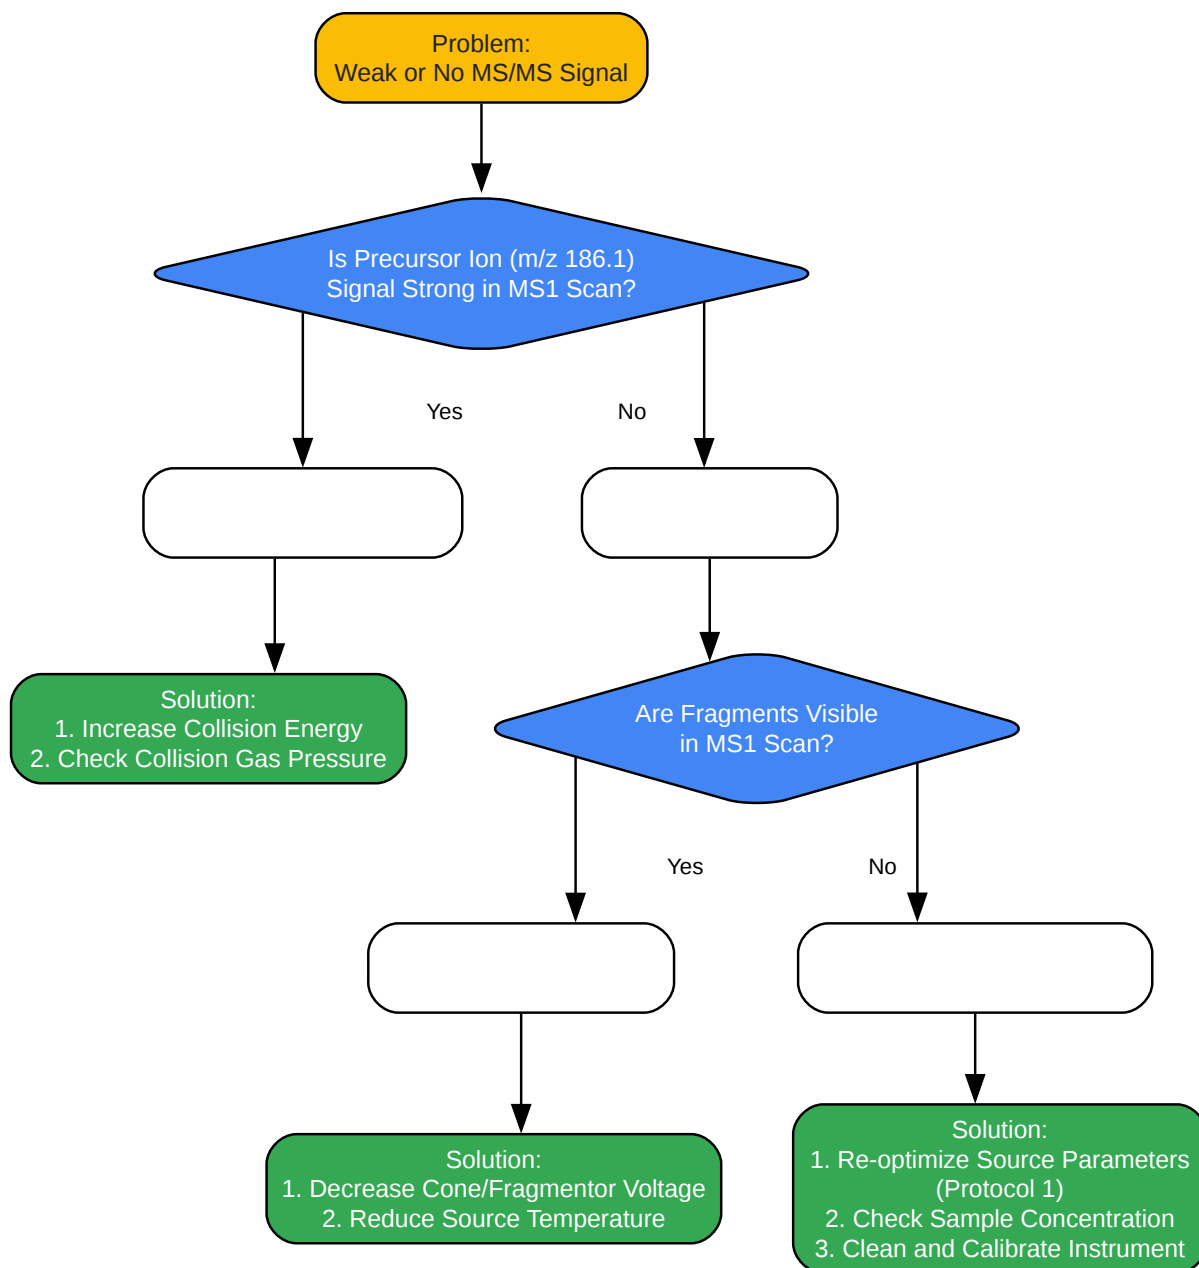 Problem:
Weak or No MS/MS Signal
Is Precursor Ion (m/z 186.1)
Signal Strong in MS1 Scan?
Yes
No
Solution:
1. Increase Collision Energy
2. Check Collision Gas Pressure
Are Fragments Visible
in MS1 Scan?
Yes
No
Solution:
1. Decrease Cone/Fragmentor Voltage
2. Reduce Source Temperature
Solution:
1. Re-optimize Source Parameters
(Protocol 1)
2. Check Sample Concentration
3. Clean and Calibrate Instrument